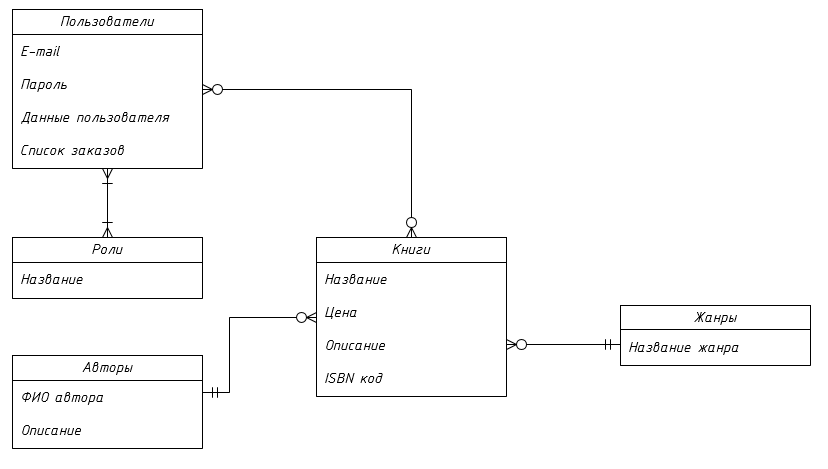 Пользователи
E-mail
Пароль
Данные пользователя
Список заказов
Роли
Название
Авторы
ФИО автора
Описание
Книги
Название
Цена
Описание
ISBN код
Жанры
Название жанра